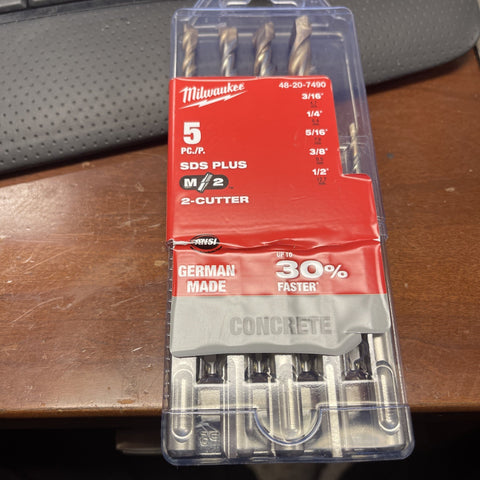 Milwaukee
48-20-7490
3/16"
1/4"
5/16"
3/8"
1/2"
5
PC./P.
SDS PLUS
M/2
2-CUTTER
ANSI
GERMAN
MADE
UP TO
30%
FASTER*
CONCRETE